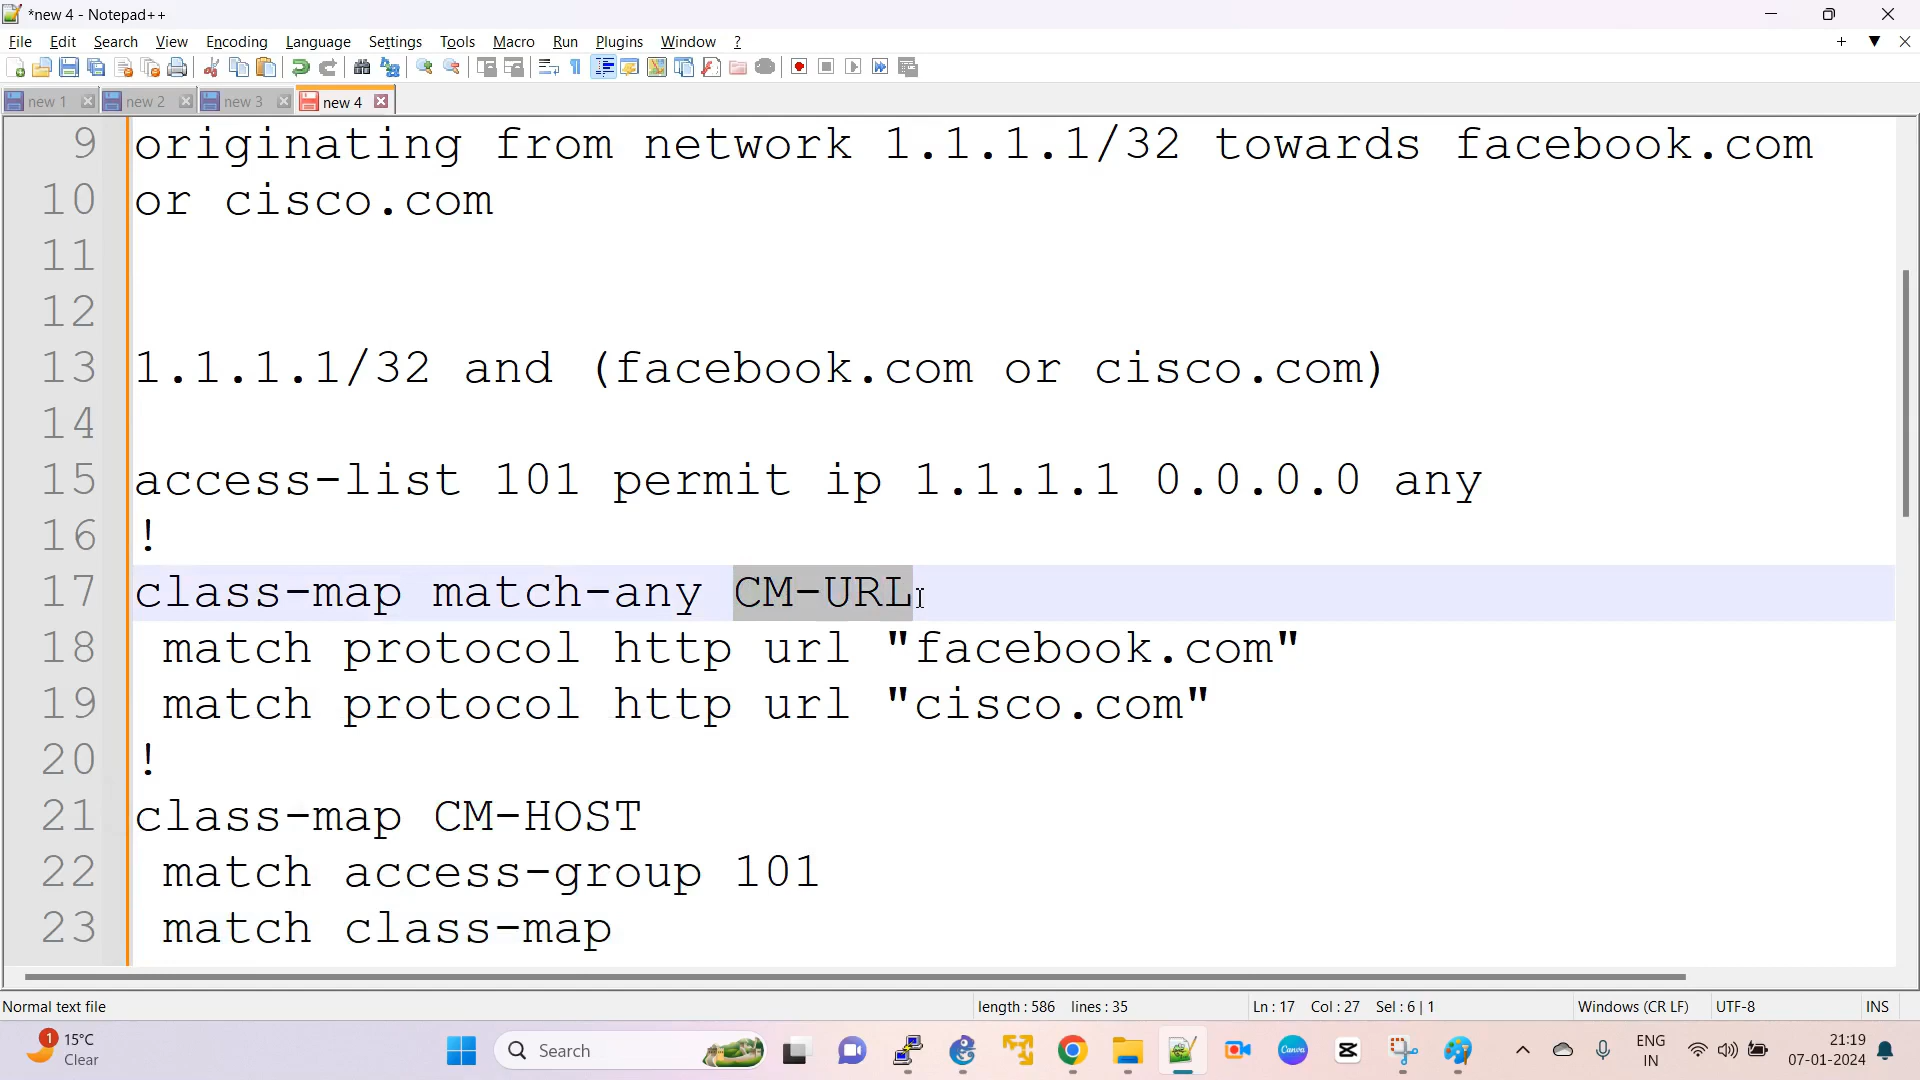 *new 4 - Notepad++
File Edit Search View Encoding Language Settings Tools Macro Run Plugins Window ?
new 1 new 2 new 3 new 4
9 originating from network 1.1.1.1/32 towards facebook.com
10 or cisco.com
11
12
13 1.1.1.1/32 and (facebook.com or cisco.com)
14
15 access-list 101 permit ip 1.1.1.1 0.0.0.0 any
16 !
17 class-map match-any CM-URL
18 match protocol http url "facebook.com"
19 match protocol http url "cisco.com"
20 !
21 class-map CM-HOST
22 match access-group 101
23 match class-map
Normal text file length : 586 lines : 35 Ln : 17 Col : 27 Sel : 6 | 1 Windows (CR LF) UTF-8 INS
1 15°C
Clear
Search
Canva
ENG
IN
21:19
07-01-2024